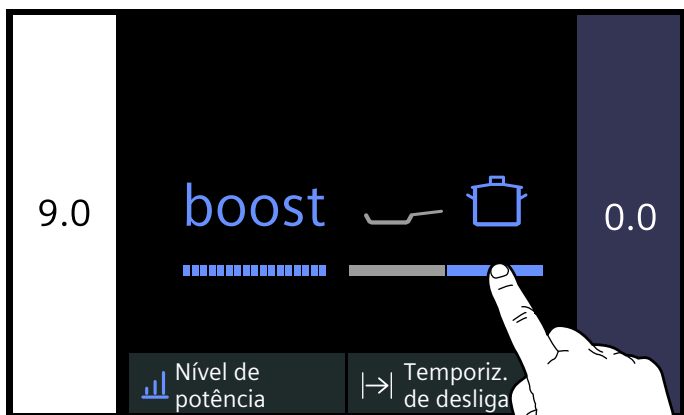 9.0
boost
0.0
Nível de
potência
Temporiz.
de desliga